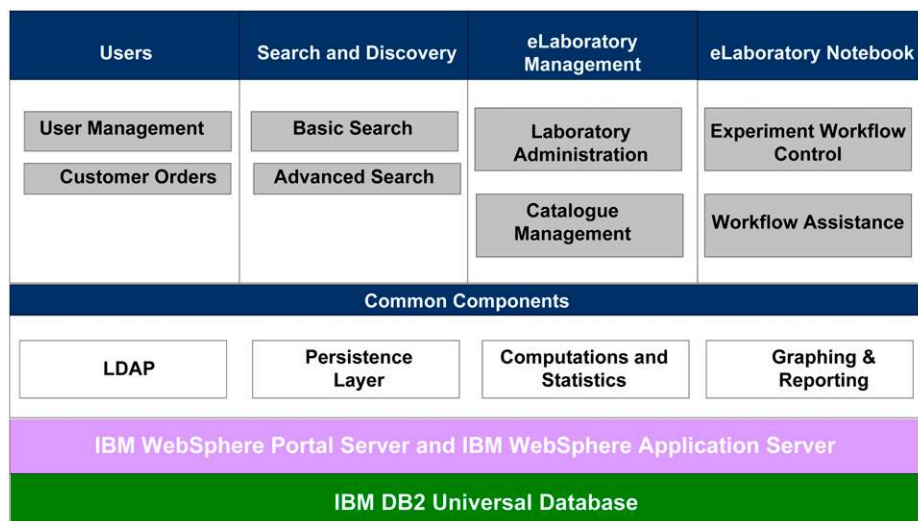 Users
Search and Discovery
eLaboratory
Management
eLaboratory Notebook
User Management
Basic Search
Laboratory
Administration
Experiment Workflow
Control
Customer Orders
Advanced Search
Catalogue
Management
Workflow Assistance
Common Components
LDAP
Persistence
Layer
Computations and
Statistics
Graphing &
Reporting
IBM WebSphere Portal Server and IBM WebSphere Application Server
IBM DB2 Universal Database